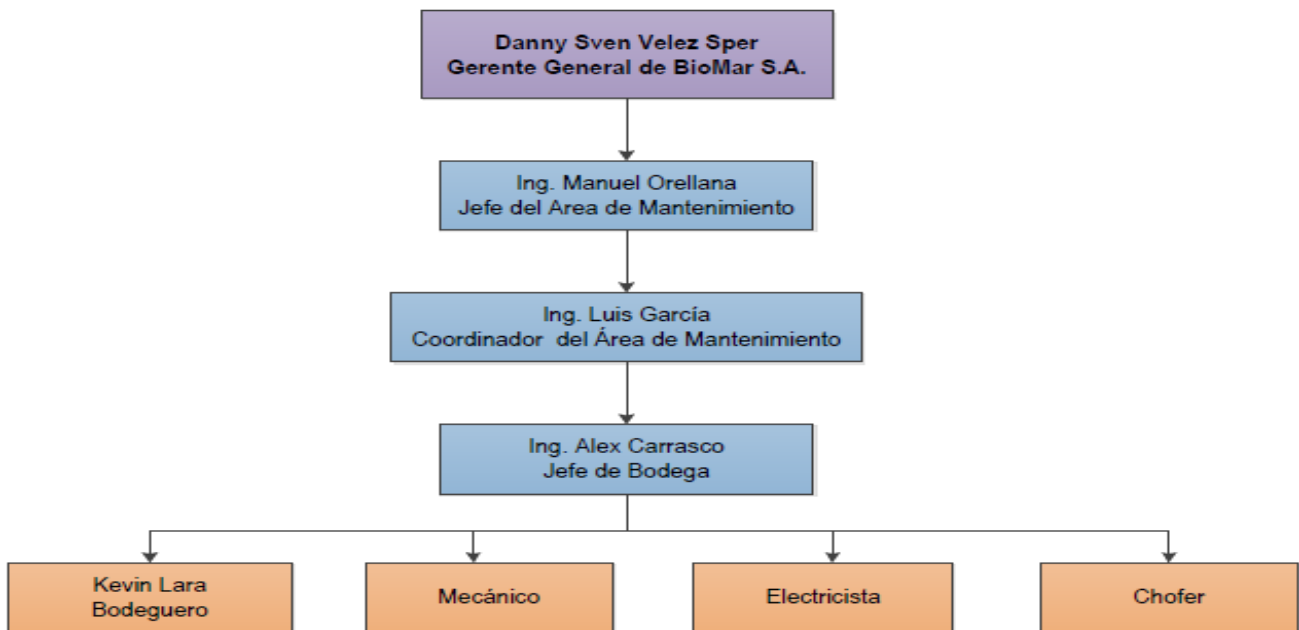 Danny Sven Velez Sper
Gerente General de BioMar S.A.
Ing. Manuel Orellana
Jefe del Area de Mantenimiento
Ing. Luis García
Coordinador del Área de Mantenimiento
Ing. Alex Carrasco
Jefe de Bodega
Kevin Lara
Bodeguero
Mecánico
Electricista
Chofer